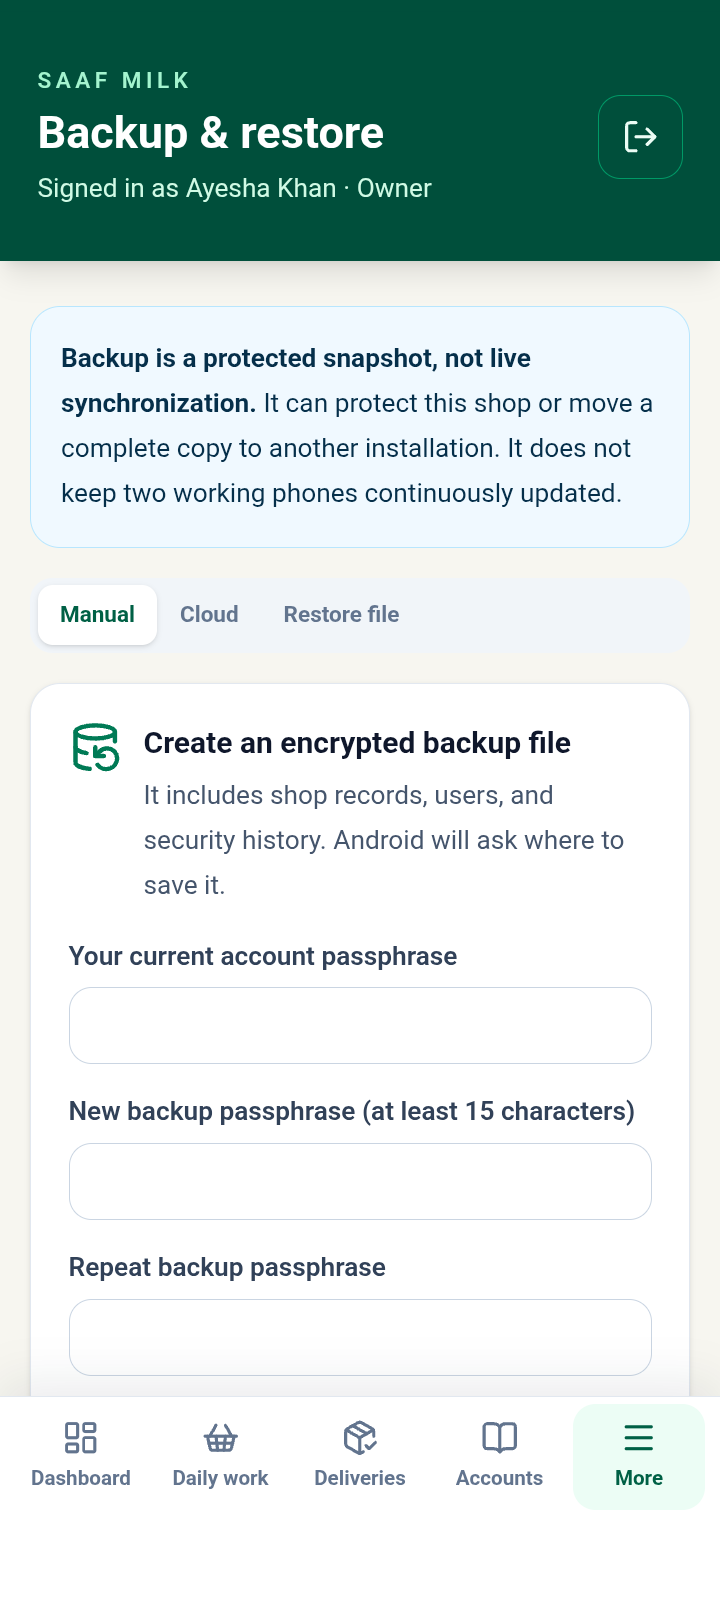 SAAF MILK
Backup & restore
Signed in as Ayesha Khan · Owner
Backup is a protected snapshot, not live
synchronization. It can protect this shop or move a
complete copy to another installation. It does not
keep two working phones continuously updated.
Manual Cloud Restore file
Create an encrypted backup file
It includes shop records, users, and
security history. Android will ask where to
save it.
Your current account passphrase
New backup passphrase (at least 15 characters)
Repeat backup passphrase
Dashboard Daily work Deliveries Accounts More